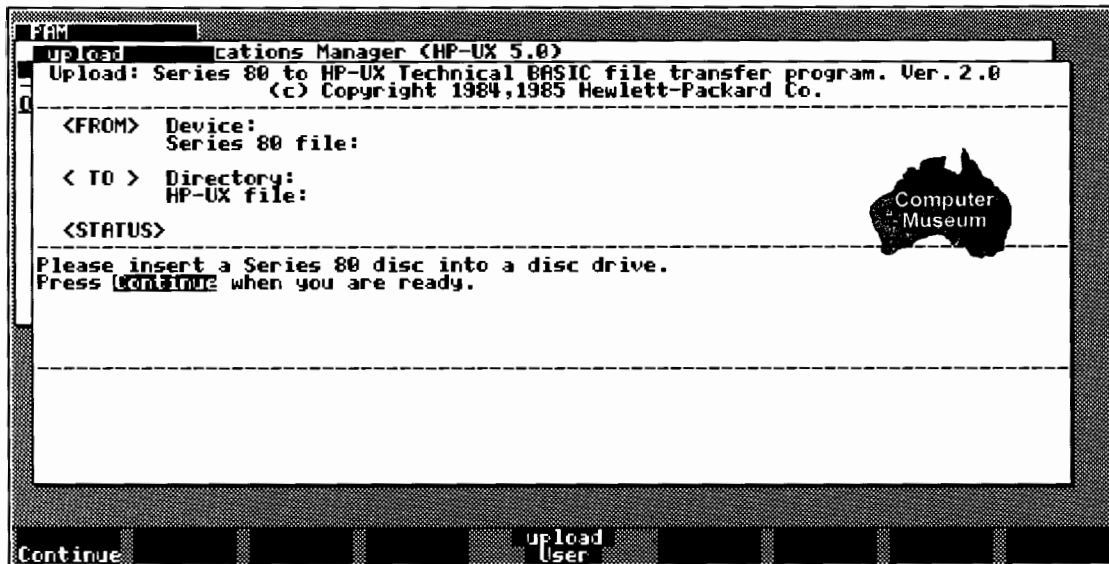 PAM
upload cations Manager (HP-UX 5.0)
Upload: Series 80 to HP-UX Technical BASIC file transfer program. Ver. 2.0
(c) Copyright 1984,1985 Hewlett-Packard Co.
<FROM> Device:
Series 80 file:
< TO > Directory:
HP-UX file:
<STATUS>
Computer
Museum
Please insert a Series 80 disc into a disc drive.
Press Continue when you are ready.
Continue
upload
User